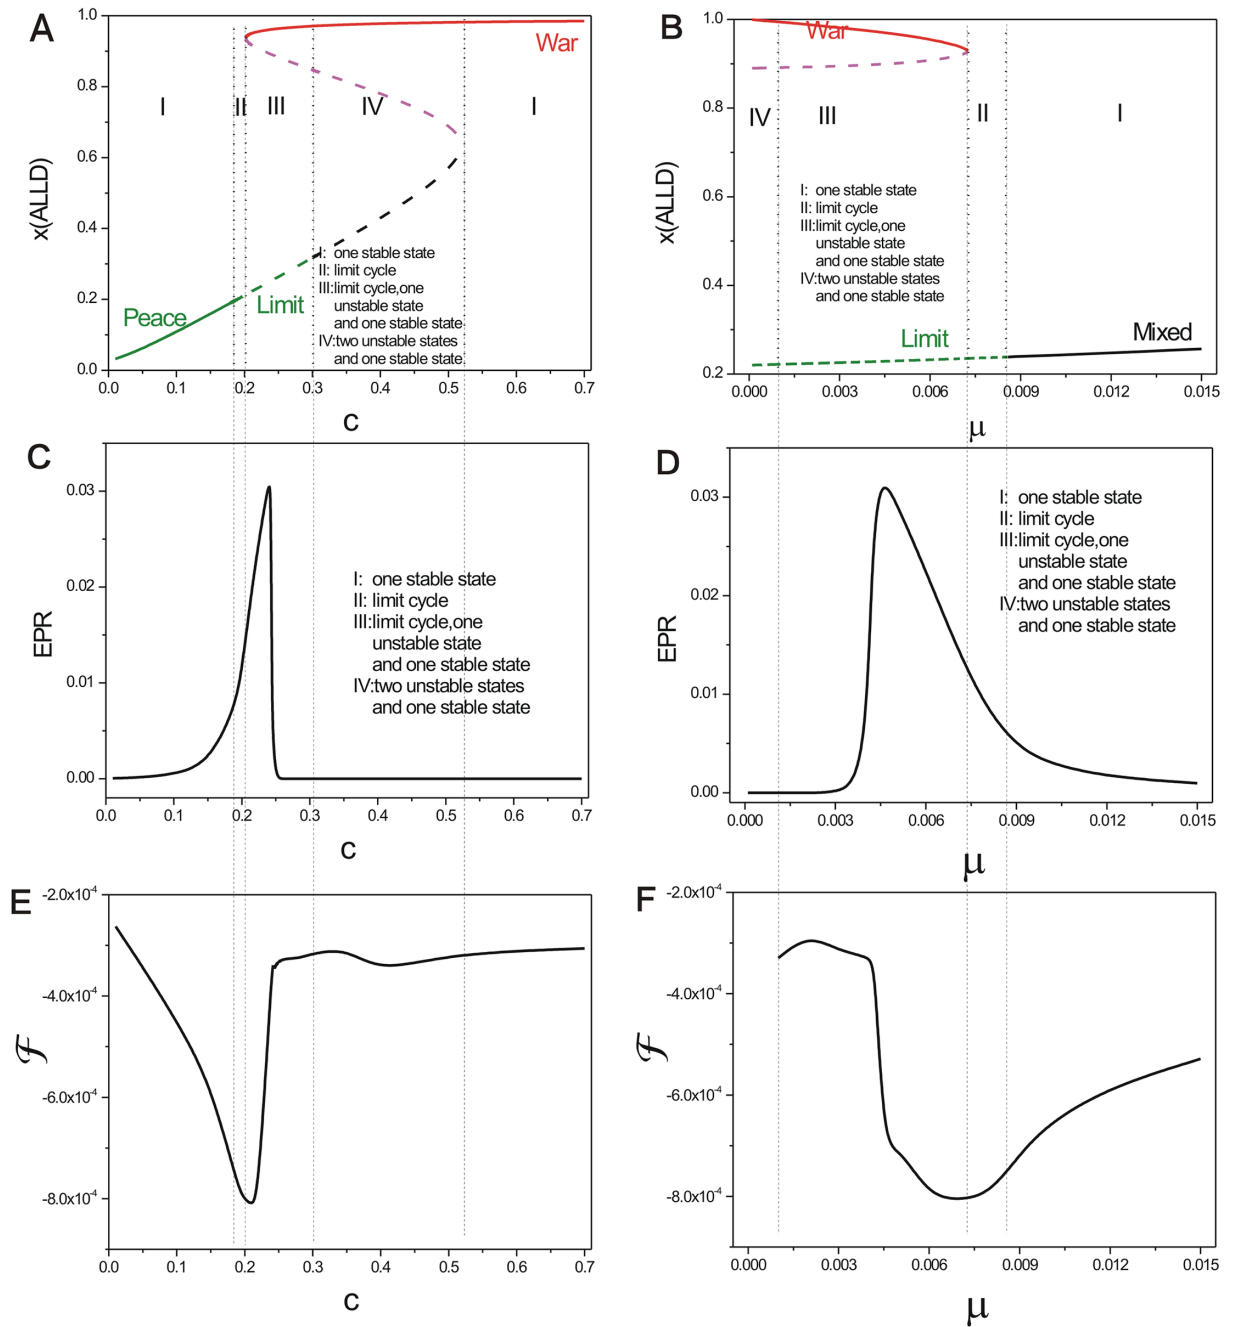 A
1.0
0.8
0.6
0.4
0.2
0.0
x(ALLD)
War
I
II
III
IV
I
Peace
Limit
I: one stable state
II: limit cycle
III:limit cycle,one
unstable state
and one stable state
IV:two unstable states
and one stable state
0.0 0.1 0.2 0.3 0.4 0.5 0.6 0.7
c
B
1.0
0.8
0.6
0.4
0.2
x(ALLD)
War
IV
III
II
I
I: one stable state
II: limit cycle
III:limit cycle,one
unstable state
and one stable state
IV:two unstable states
and one stable state
Limit
Mixed
0.000 0.003 0.006 0.009 0.012 0.015
μ
C
0.03
0.02
0.01
0.00
EPR
I: one stable state
II: limit cycle
III:limit cycle,one
unstable state
and one stable state
IV:two unstable states
and one stable state
0.0 0.1 0.2 0.3 0.4 0.5 0.6 0.7
c
D
0.03
0.02
0.01
0.00
EPR
I: one stable state
II: limit cycle
III:limit cycle,one
unstable state
and one stable state
IV:two unstable states
and one stable state
0.000 0.003 0.006 0.009 0.012 0.015
μ
E
-2.0x10⁻⁴
-4.0x10⁻⁴
-6.0x10⁻⁴
-8.0x10⁻⁴
ℱ
0.0 0.1 0.2 0.3 0.4 0.5 0.6 0.7
c
F
-2.0x10⁻⁴
-4.0x10⁻⁴
-6.0x10⁻⁴
-8.0x10⁻⁴
ℱ
0.000 0.003 0.006 0.009 0.012 0.015
μ